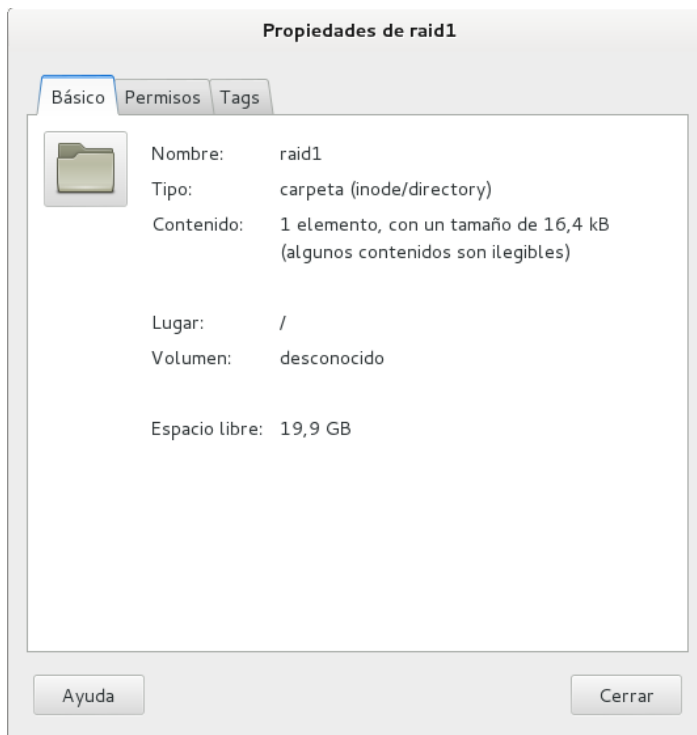 Propiedades de raid1
Básico Permisos Tags
Nombre: raid1
Tipo: carpeta (inode/directory)
Contenido: 1 elemento, con un tamaño de 16,4 kB
(algunos contenidos son ilegibles)
Lugar: /
Volumen: desconocido
Espacio libre: 19,9 GB
Ayuda Cerrar